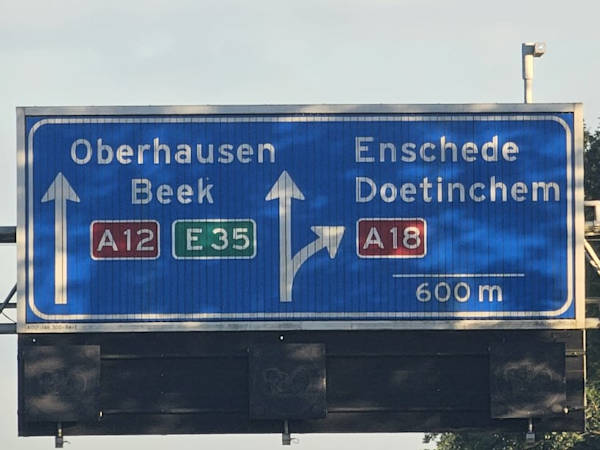 Oberhausen
Beek
A12 E 35
Enschede
Doetinchem
A18
600 m